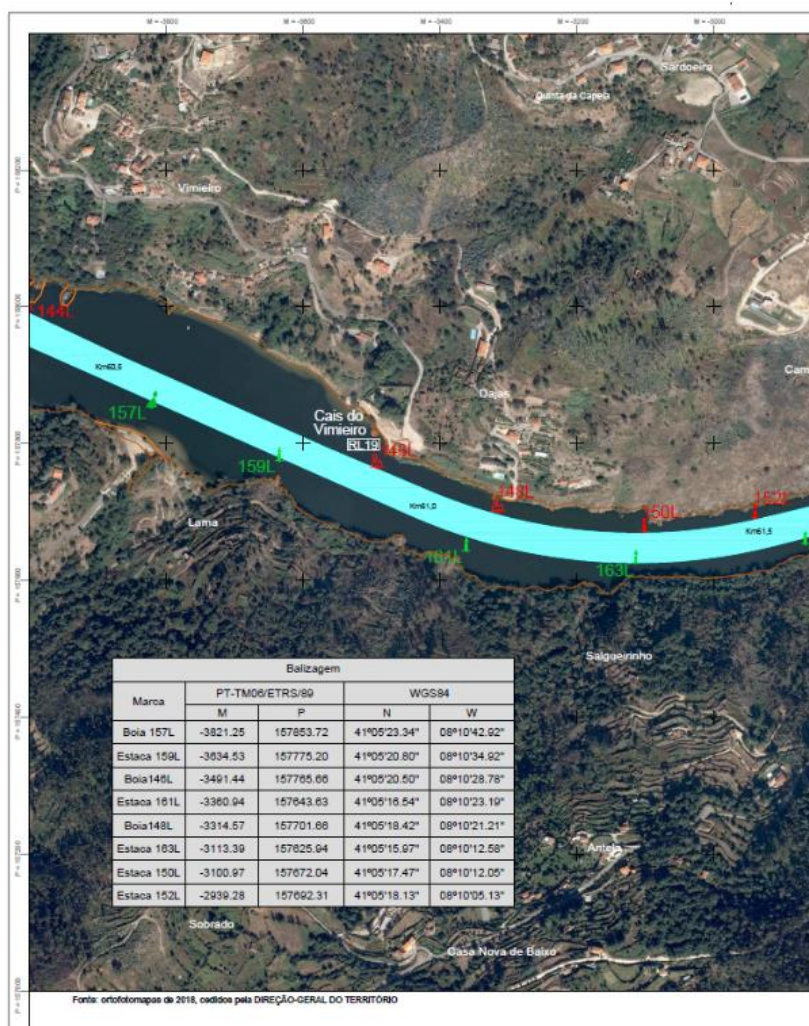 M = -3800 M = -3600 M = -3400 M = -3200 M = -3000
Sardoeira
Quinta da Capela
Vimieiro
144L
Km60,5
157L
Cais do
Vimieiro
RL19
146L
159L
Dajas
Lama
Km61,0
148L
150L
152L
Km61,5
161L
163L
Salgueirinho
Balizagem
Marca PT-TM06/ETRS/89 WGS84
M P N W
Boia 157L -3821.25 157853.72 41º05'23.34" 08º10'42.92"
Estaca 159L -3634.53 157775.20 41º05'20.80" 08º10'34.92"
Boia146L -3491.44 157765.66 41º05'20.50" 08º10'28.78"
Estaca 161L -3360.94 157643.63 41º05'16.54" 08º10'23.19"
Boia148L -3314.57 157701.66 41º05'18.42" 08º10'21.21"
Estaca 163L -3113.39 157625.94 41º05'15.97" 08º10'12.58"
Estaca 150L -3100.97 157672.04 41º05'17.47" 08º10'12.05"
Estaca 152L -2939.28 157692.31 41º05'18.13" 08º10'05.13"
Antela
Sobrado
Casa Nova de Baixo
P = 157800
P = 157600
P = 157400
P = 157200
P = 157000
Fonte: ortofotomapas de 2018, cedidos pela DIREÇÃO-GERAL DO TERRITÓRIO